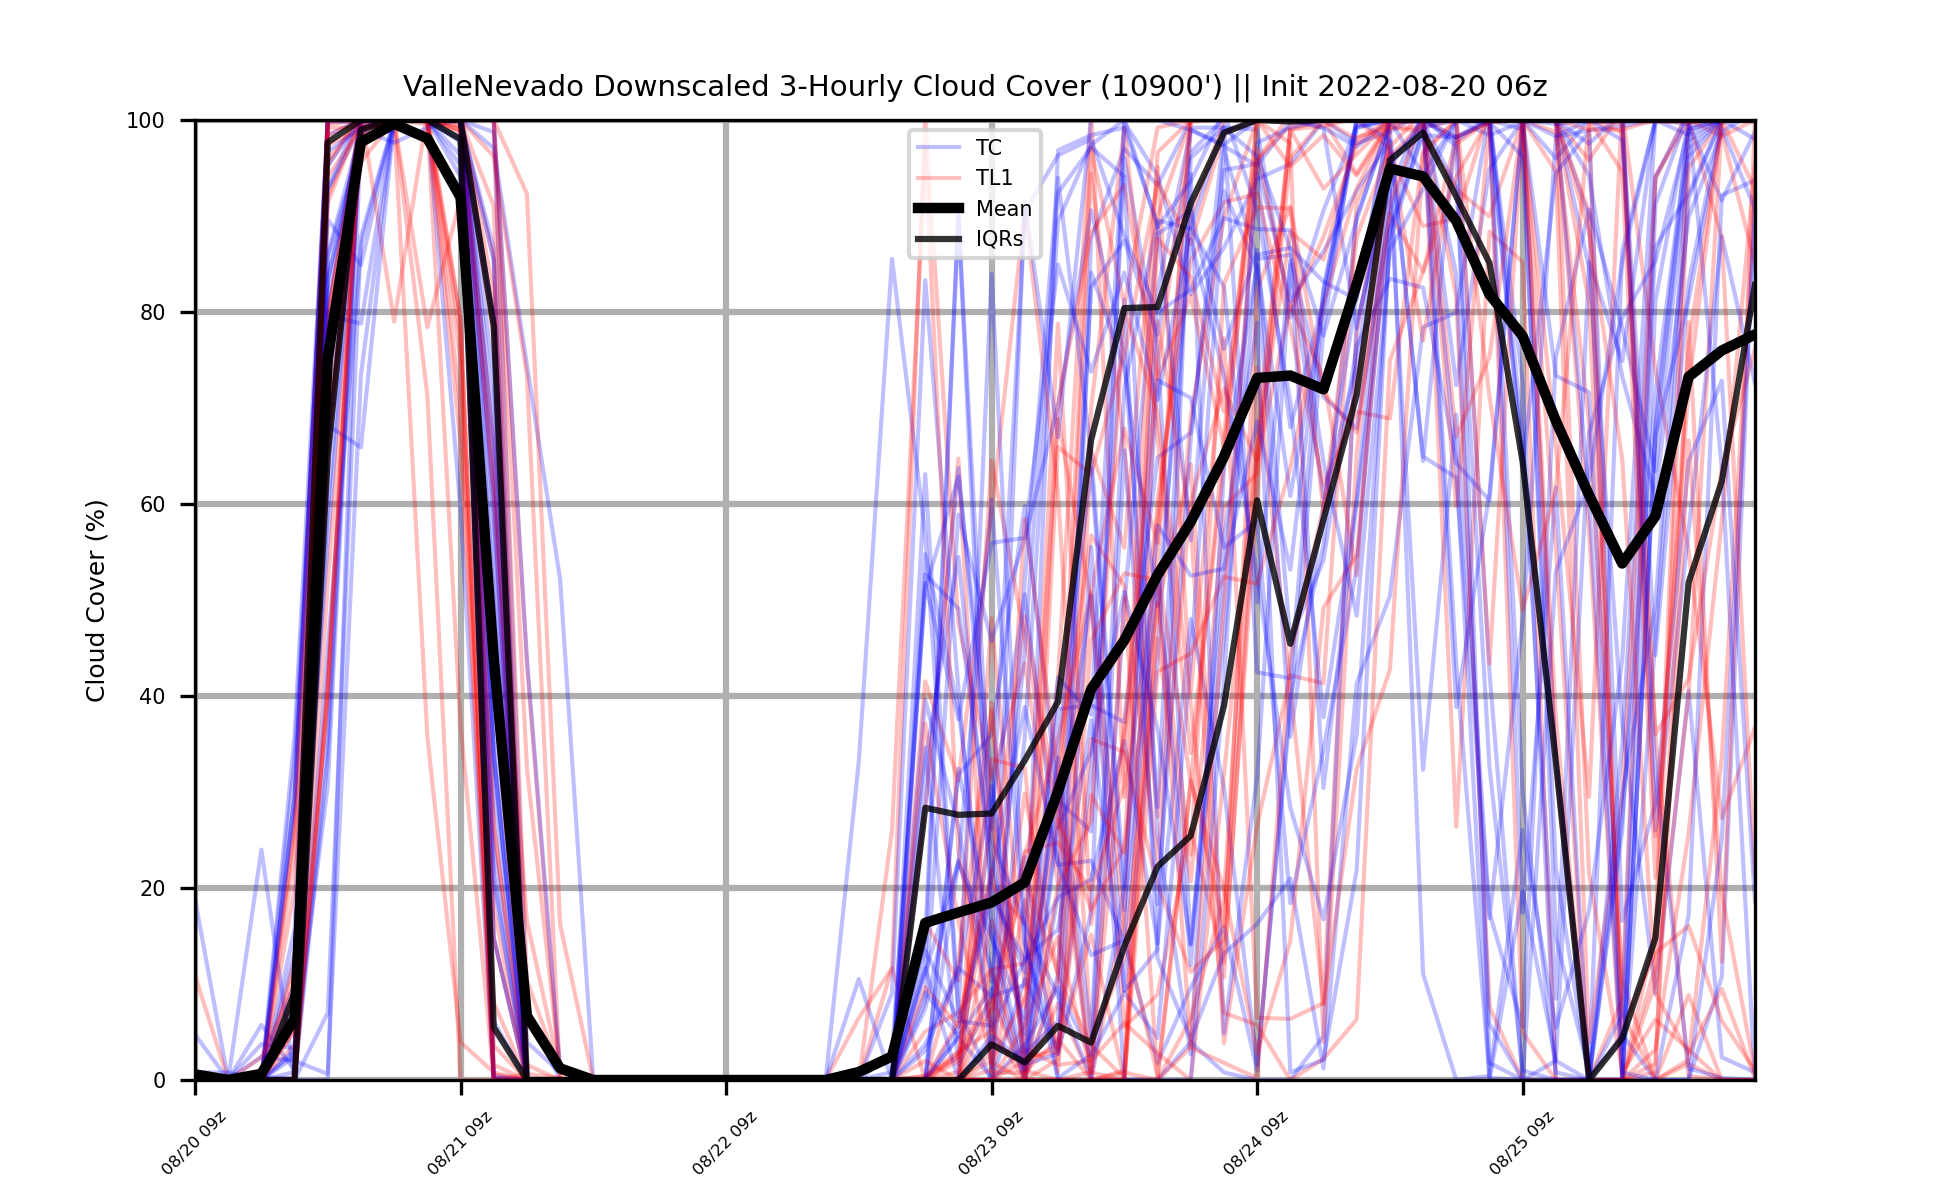 ValleNevado Downscaled 3-Hourly Cloud Cover (10900') || Init 2022-08-20 06z
TC
TL1
Mean
IQRs
Cloud Cover (%)
100
80
60
40
20
0
08/20 09z
08/21 09z
08/22 09z
08/23 09z
08/24 09z
08/25 09z